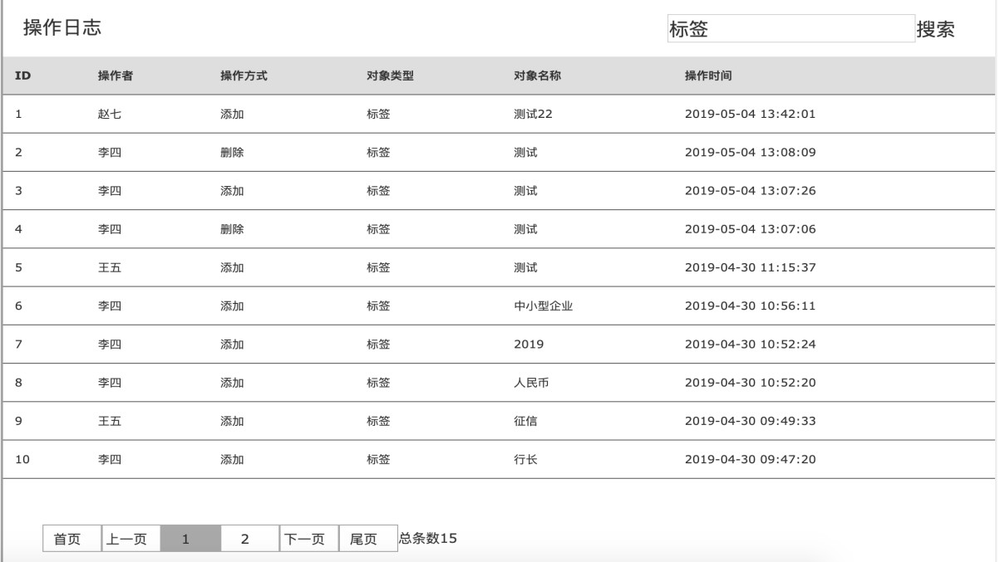 操作日志 标签 搜索
ID 操作者 操作方式 对象类型 对象名称 操作时间
1 赵七 添加 标签 测试22 2019-05-04 13:42:01
2 李四 删除 标签 测试 2019-05-04 13:08:09
3 李四 添加 标签 测试 2019-05-04 13:07:26
4 李四 删除 标签 测试 2019-05-04 13:07:06
5 王五 添加 标签 测试 2019-04-30 11:15:37
6 李四 添加 标签 中小型企业 2019-04-30 10:56:11
7 李四 添加 标签 2019 2019-04-30 10:52:24
8 李四 添加 标签 人民币 2019-04-30 10:52:20
9 王五 添加 标签 征信 2019-04-30 09:49:33
10 李四 添加 标签 行长 2019-04-30 09:47:20
首页 上一页 1 2 下一页 尾页 总条数15